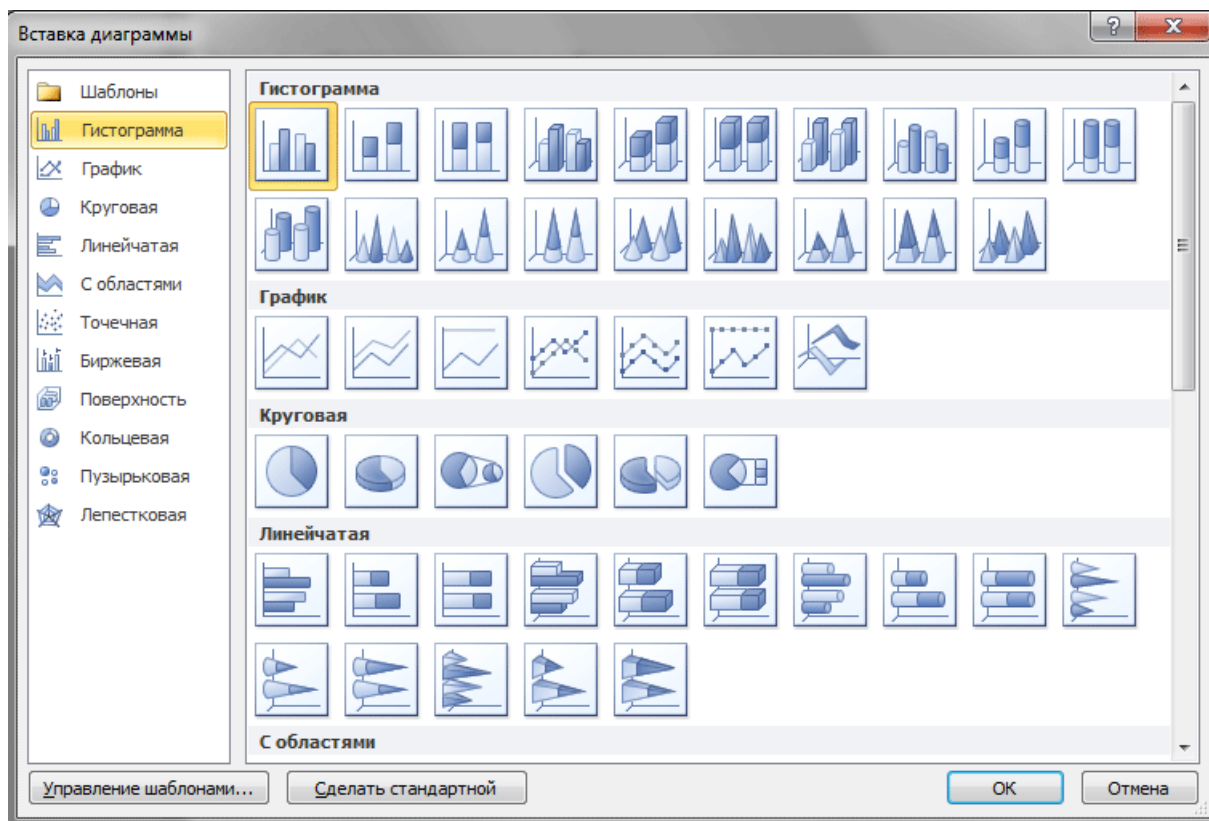 Вставка диаграммы
Шаблоны
Гистограмма
График
Круговая
Линейчатая
С областями
Точечная
Биржевая
Поверхность
Кольцевая
Пузырьковая
Лепестковая
Гистограмма
График
Круговая
Линейчатая
С областями
Управление шаблонами...
Сделать стандартной
ОК
Отмена